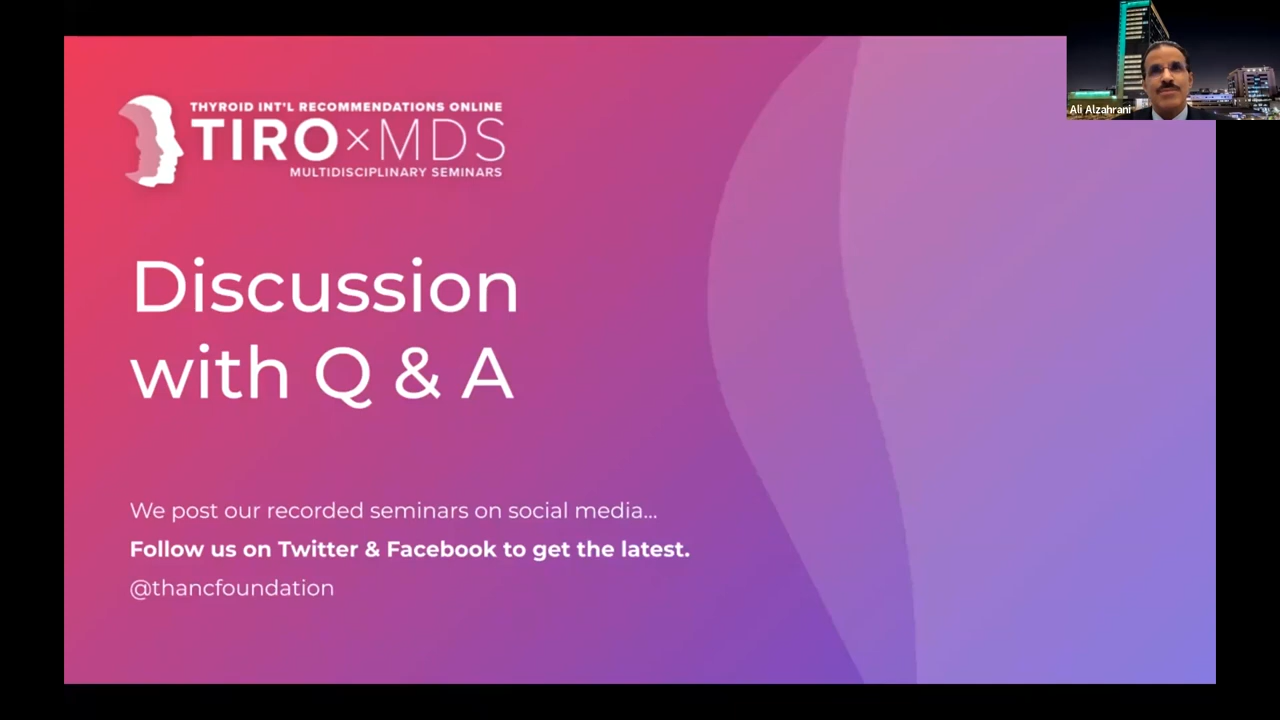 THYROID INT'L RECOMMENDATIONS ONLINE
TIRO×MDS
MULTIDISCIPLINARY SEMINARS
Ali Alzahrani
Discussion
with Q & A
We post our recorded seminars on social media...
Follow us on Twitter & Facebook to get the latest.
@thancfoundation